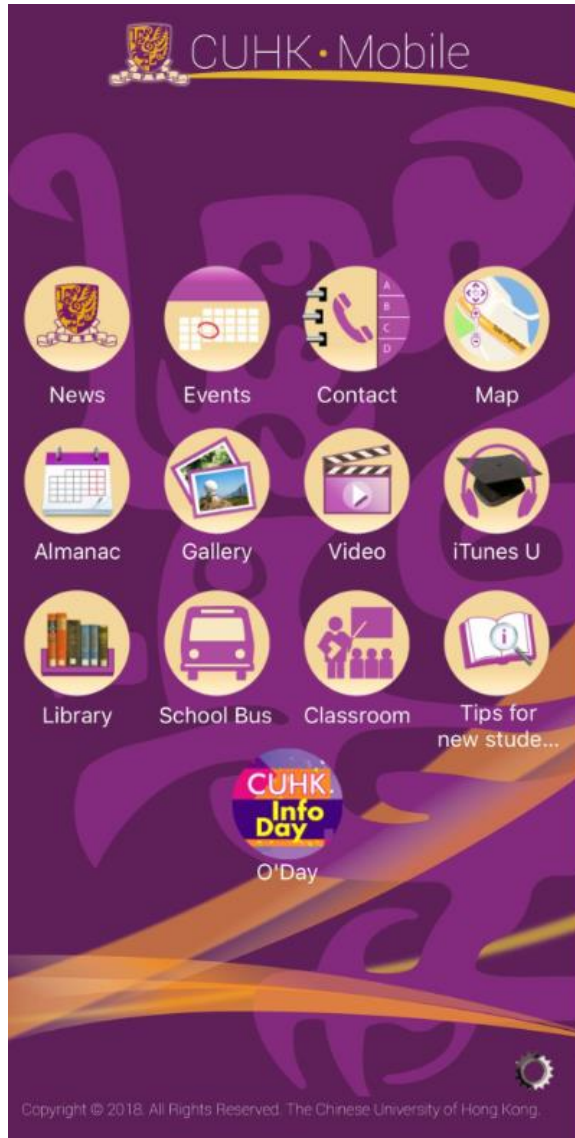 CUHK·Mobile
A
B
C
D
News Events Contact Map
Almanac Gallery Video iTunes U
Library School Bus Classroom Tips for
new stude...
CUHK
Info
Day
O'Day
Copyright © 2018. All Rights Reserved. The Chinese University of Hong Kong.